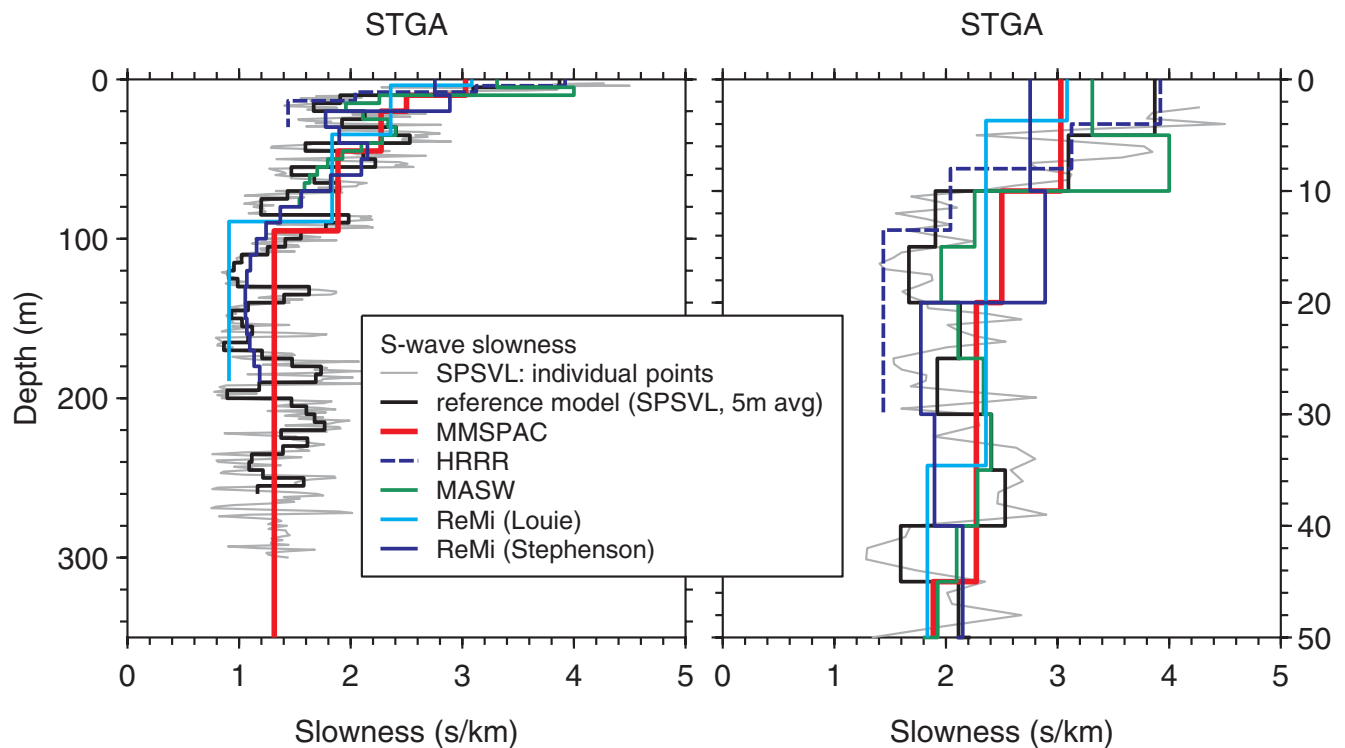 STGA
STGA
0
100
200
300
Depth (m)
0
10
20
30
40
50
S-wave slowness
SPSVL: individual points
reference model (SPSVL, 5m avg)
MMSPAC
HRRR
MASW
ReMi (Louie)
ReMi (Stephenson)
0 1 2 3 4 5
0 1 2 3 4 5
Slowness (s/km)
Slowness (s/km)